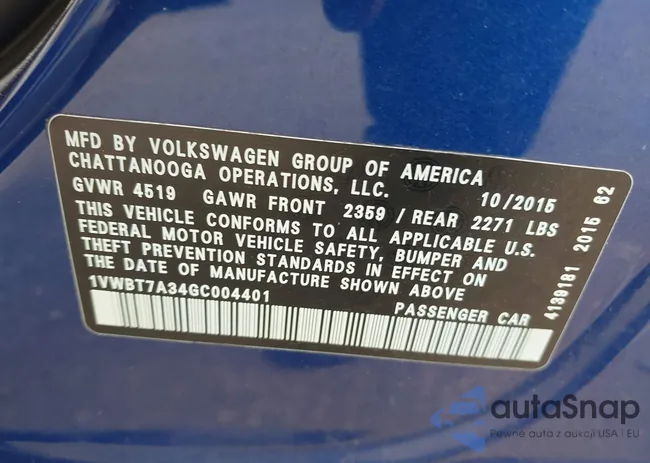 MFD BY VOLKSWAGEN GROUP OF AMERICA
CHATTANOOGA OPERATIONS, LLC. 10/2015
GVWR 4519 GAWR FRONT 2359 / REAR 2271 LBS
THIS VEHICLE CONFORMS TO ALL APPLICABLE U.S.
FEDERAL MOTOR VEHICLE SAFETY, BUMPER AND
THEFT PREVENTION STANDARDS IN EFFECT ON
THE DATE OF MANUFACTURE SHOWN ABOVE
1VWBT7A34GC004401 PASSENGER CAR
4139181 2015 62
autaSnap
Pewne auta z aukcji USA i EU